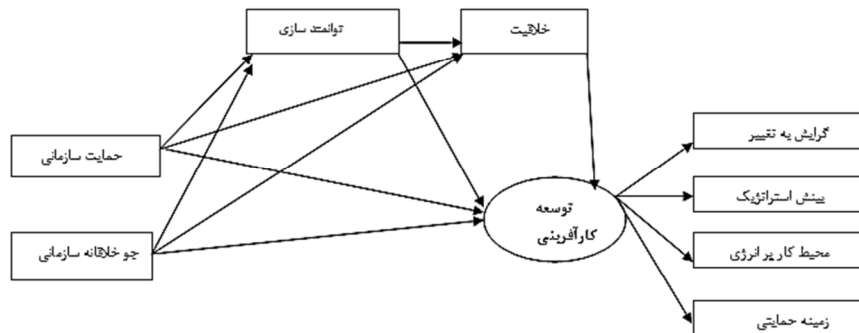 توانمند سازی
خلاقیت
حمایت سازمانی
جو خلاقانه سازمانی
توسعه
کارآفرینی
گرایش به تغییر
بینش استراتژیک
محیط کار پر انرژی
زمینه حمایتی